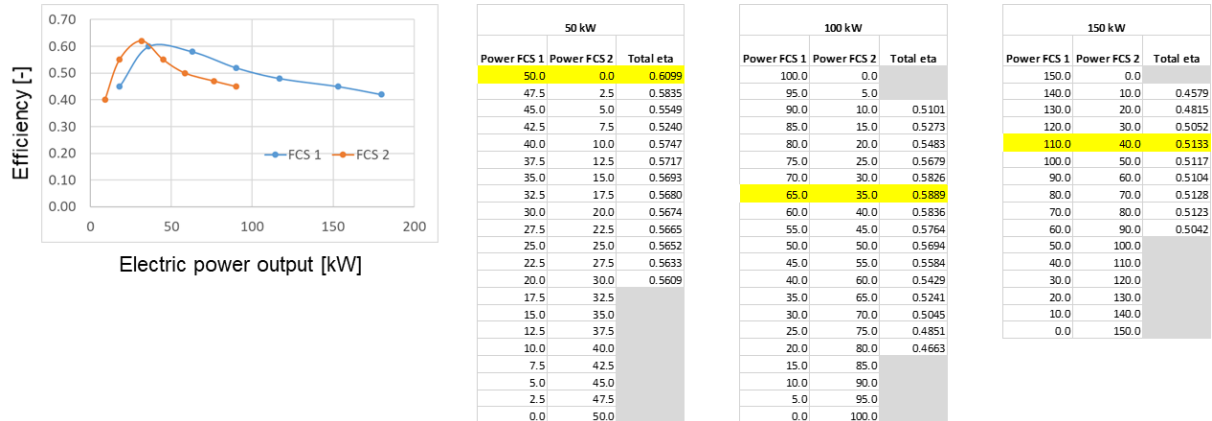 0.70
0.60
0.50
0.40
0.30
0.20
0.10
0.00
Efficiency [-]
FCS 1 FCS 2
0 50 100 150 200
Electric power output [kW]
50 kW
Power FCS 1 Power FCS 2 Total eta
50.0 0.0 0.6099
47.5 2.5 0.5835
45.0 5.0 0.5549
42.5 7.5 0.5240
40.0 10.0 0.5747
37.5 12.5 0.5717
35.0 15.0 0.5693
32.5 17.5 0.5680
30.0 20.0 0.5674
27.5 22.5 0.5665
25.0 25.0 0.5652
22.5 27.5 0.5633
20.0 30.0 0.5609
17.5 32.5
15.0 35.0
12.5 37.5
10.0 40.0
7.5 42.5
5.0 45.0
2.5 47.5
0.0 50.0
100 kW
Power FCS 1 Power FCS 2 Total eta
100.0 0.0
95.0 5.0
90.0 10.0 0.5101
85.0 15.0 0.5273
80.0 20.0 0.5483
75.0 25.0 0.5679
70.0 30.0 0.5826
65.0 35.0 0.5889
60.0 40.0 0.5836
55.0 45.0 0.5764
50.0 50.0 0.5694
45.0 55.0 0.5584
40.0 60.0 0.5429
35.0 65.0 0.5241
30.0 70.0 0.5045
25.0 75.0 0.4851
20.0 80.0 0.4663
15.0 85.0
10.0 90.0
5.0 95.0
0.0 100.0
150 kW
Power FCS 1 Power FCS 2 Total eta
150.0 0.0
140.0 10.0 0.4579
130.0 20.0 0.4815
120.0 30.0 0.5052
110.0 40.0 0.5133
100.0 50.0 0.5117
90.0 60.0 0.5104
80.0 70.0 0.5128
70.0 80.0 0.5123
60.0 90.0 0.5042
50.0 100.0
40.0 110.0
30.0 120.0
20.0 130.0
10.0 140.0
0.0 150.0